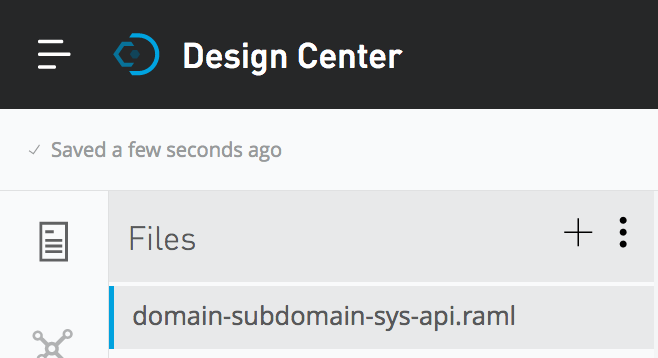 Design Center
Saved a few seconds ago
Files
domain-subdomain-sys-api.raml